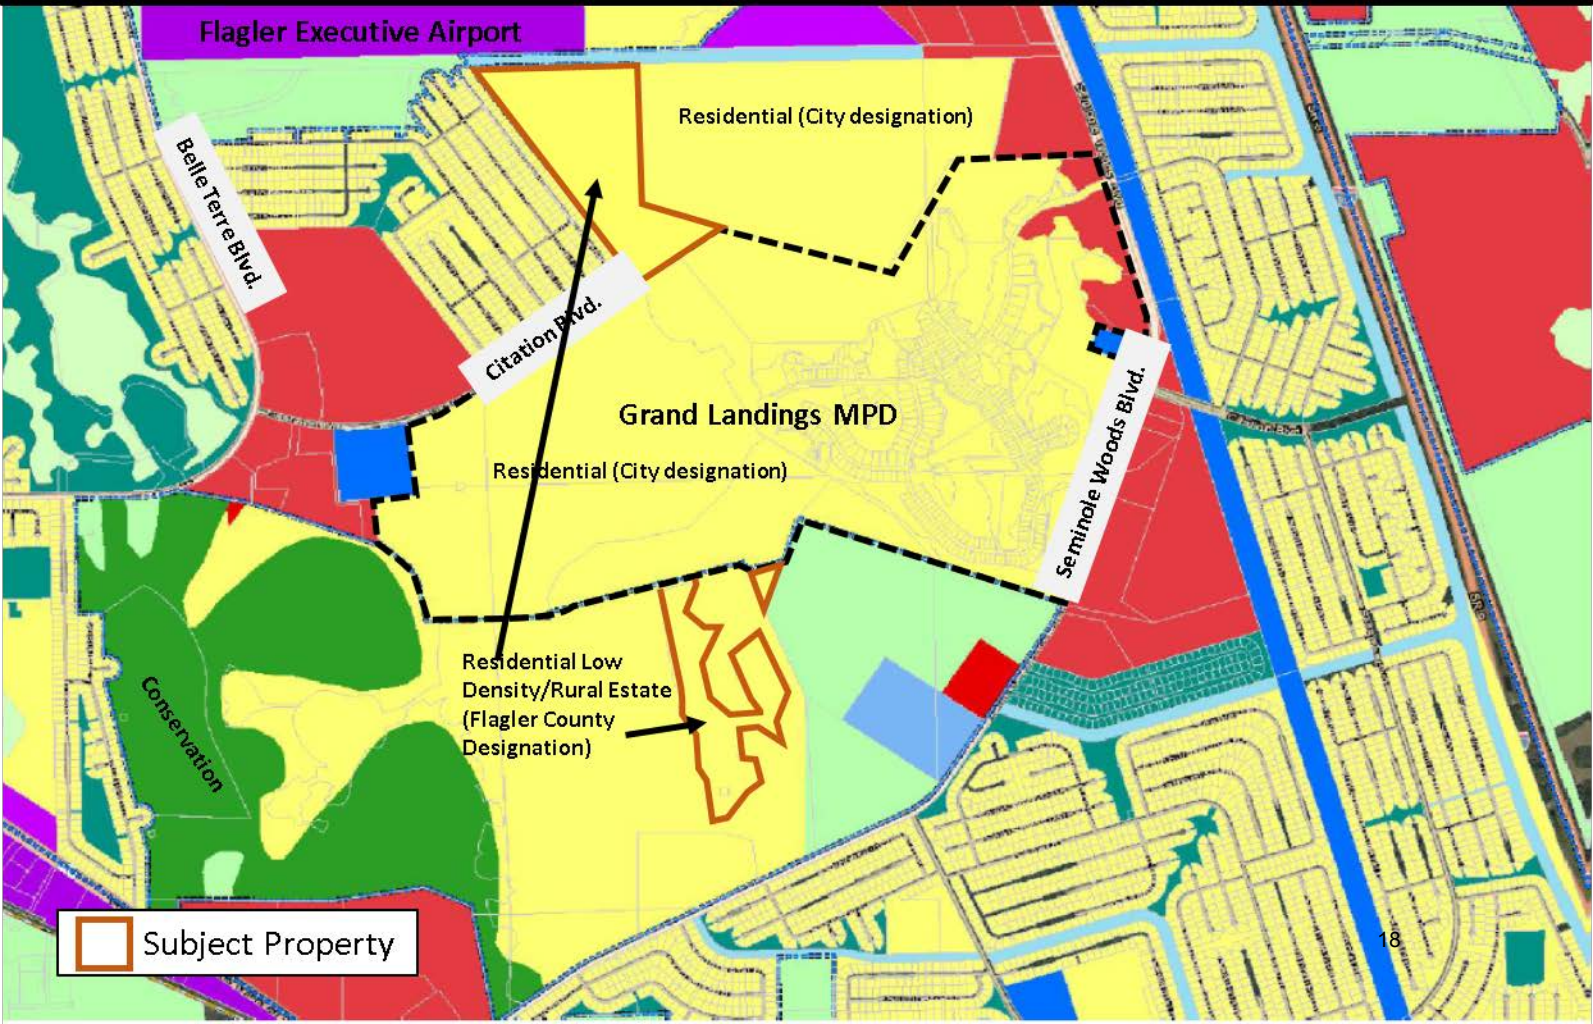 Flagler Executive Airport
Residential (City designation)
Belle Terre Blvd.
Citation Blvd.
Grand Landings MPD
Residential (City designation)
Seminole Woods Blvd.
Residential Low
Density/Rural Estate
(Flagler County
Designation)
Conservation
Subject Property
18